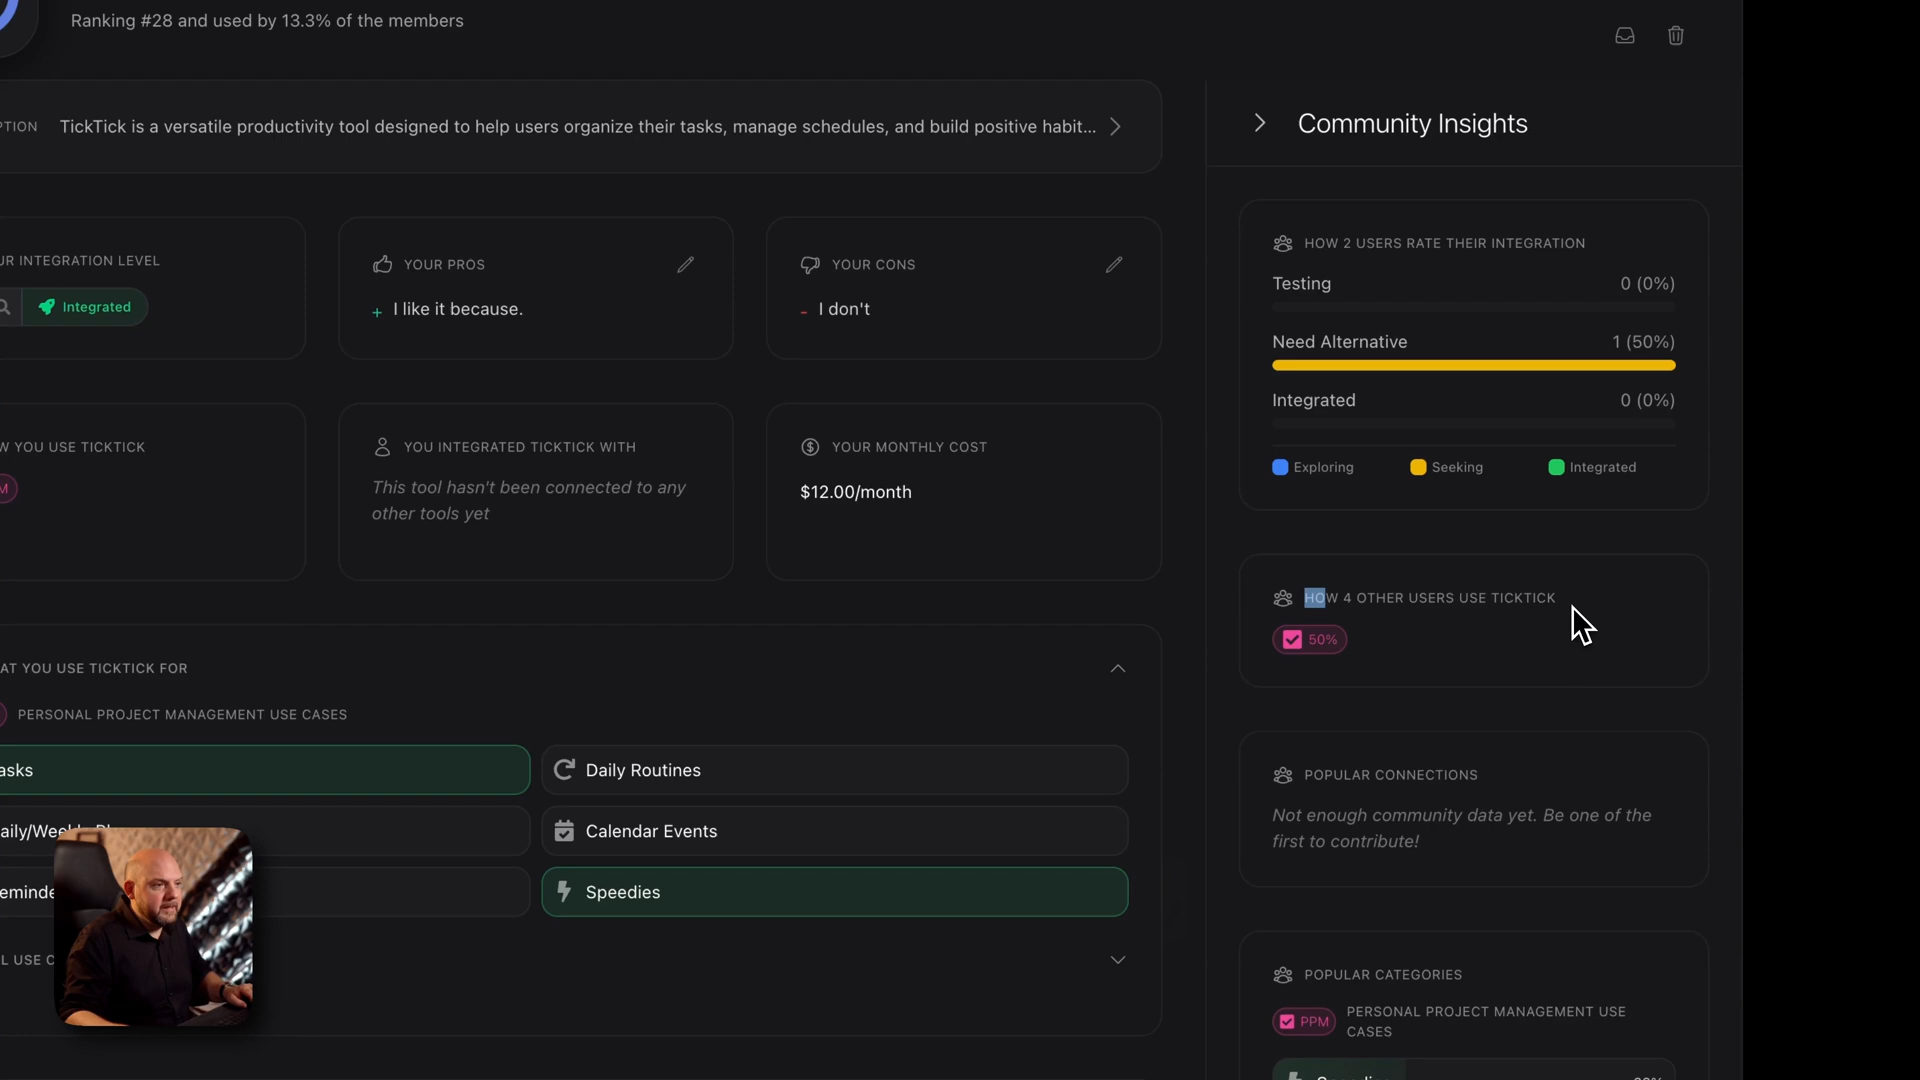 Ranking #28 and used by 13.3% of the members
PTION TickTick is a versatile productivity tool designed to help users organize their tasks, manage schedules, and build positive habit...
UR INTEGRATION LEVEL
Integrated
YOUR PROS
+ I like it because.
YOUR CONS
- I don't
W YOU USE TICKTICK
M
YOU INTEGRATED TICKTICK WITH
This tool hasn't been connected to any
other tools yet
YOUR MONTHLY COST
$12.00/month
AT YOU USE TICKTICK FOR
PERSONAL PROJECT MANAGEMENT USE CASES
asks
Daily Routines
aily/Wee
Calendar Events
eminde
Speedies
L USE C
Community Insights
HOW 2 USERS RATE THEIR INTEGRATION
Testing 0 (0%)
Need Alternative 1 (50%)
Integrated 0 (0%)
Exploring Seeking Integrated
HOW 4 OTHER USERS USE TICKTICK
50%
POPULAR CONNECTIONS
Not enough community data yet. Be one of the
first to contribute!
POPULAR CATEGORIES
PPM PERSONAL PROJECT MANAGEMENT USE
CASES